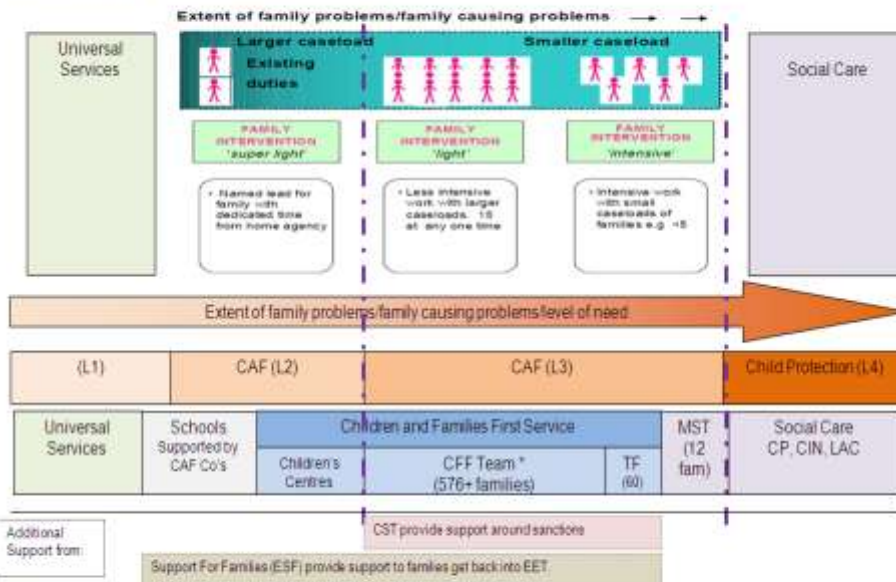 Extent of family problems/family causing problems
Universal
Services
Larger caseload
Existing
duties
Smaller caseload
Social Care
FAMILY
INTERVENTION
'super light'
FAMILY
INTERVENTION
'light'
FAMILY
INTERVENTION
'intensive'
• Named lead for
family with
dedicated time
from home agency
• Less intensive
work with larger
caseloads. 15
at any one time
• Intensive work
with small
caseloads of
families e.g.
Extent of family problems/family causing problems/level of need
(L1)
CAF (L2)
CAF (L3)
Child Protection (L4)
Universal
Services
Schools
Supported by
CAF Co's
Children and Families First Service
Children's
Centres
CFF Team *
(576+ families)
TF
(60)
MST
(12
fam)
Social Care
CP, CIN, LAC
Additional
Support from:
CST provide support around sanctions
Support For Families (ESF) provide support to families get back into EET.